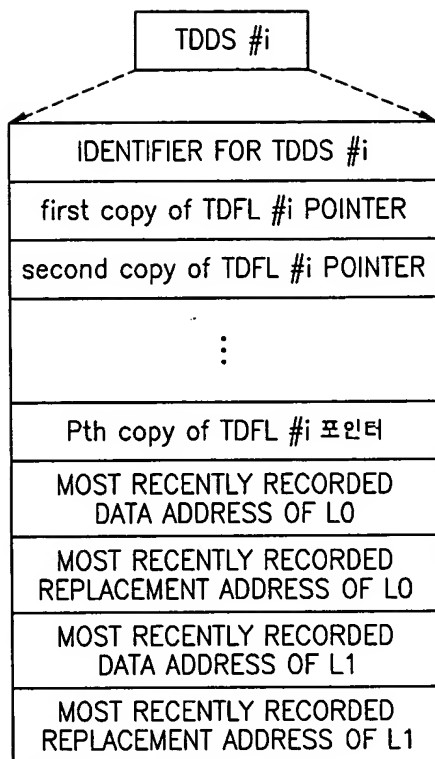 TDDS #i
IDENTIFIER FOR TDDS #i
first copy of TDFL #i POINTER
second copy of TDFL #i POINTER
⋮
Pth copy of TDFL #i 포인터
MOST RECENTLY RECORDED
DATA ADDRESS OF L0
MOST RECENTLY RECORDED
REPLACEMENT ADDRESS OF L0
MOST RECENTLY RECORDED
DATA ADDRESS OF L1
MOST RECENTLY RECORDED
REPLACEMENT ADDRESS OF L1